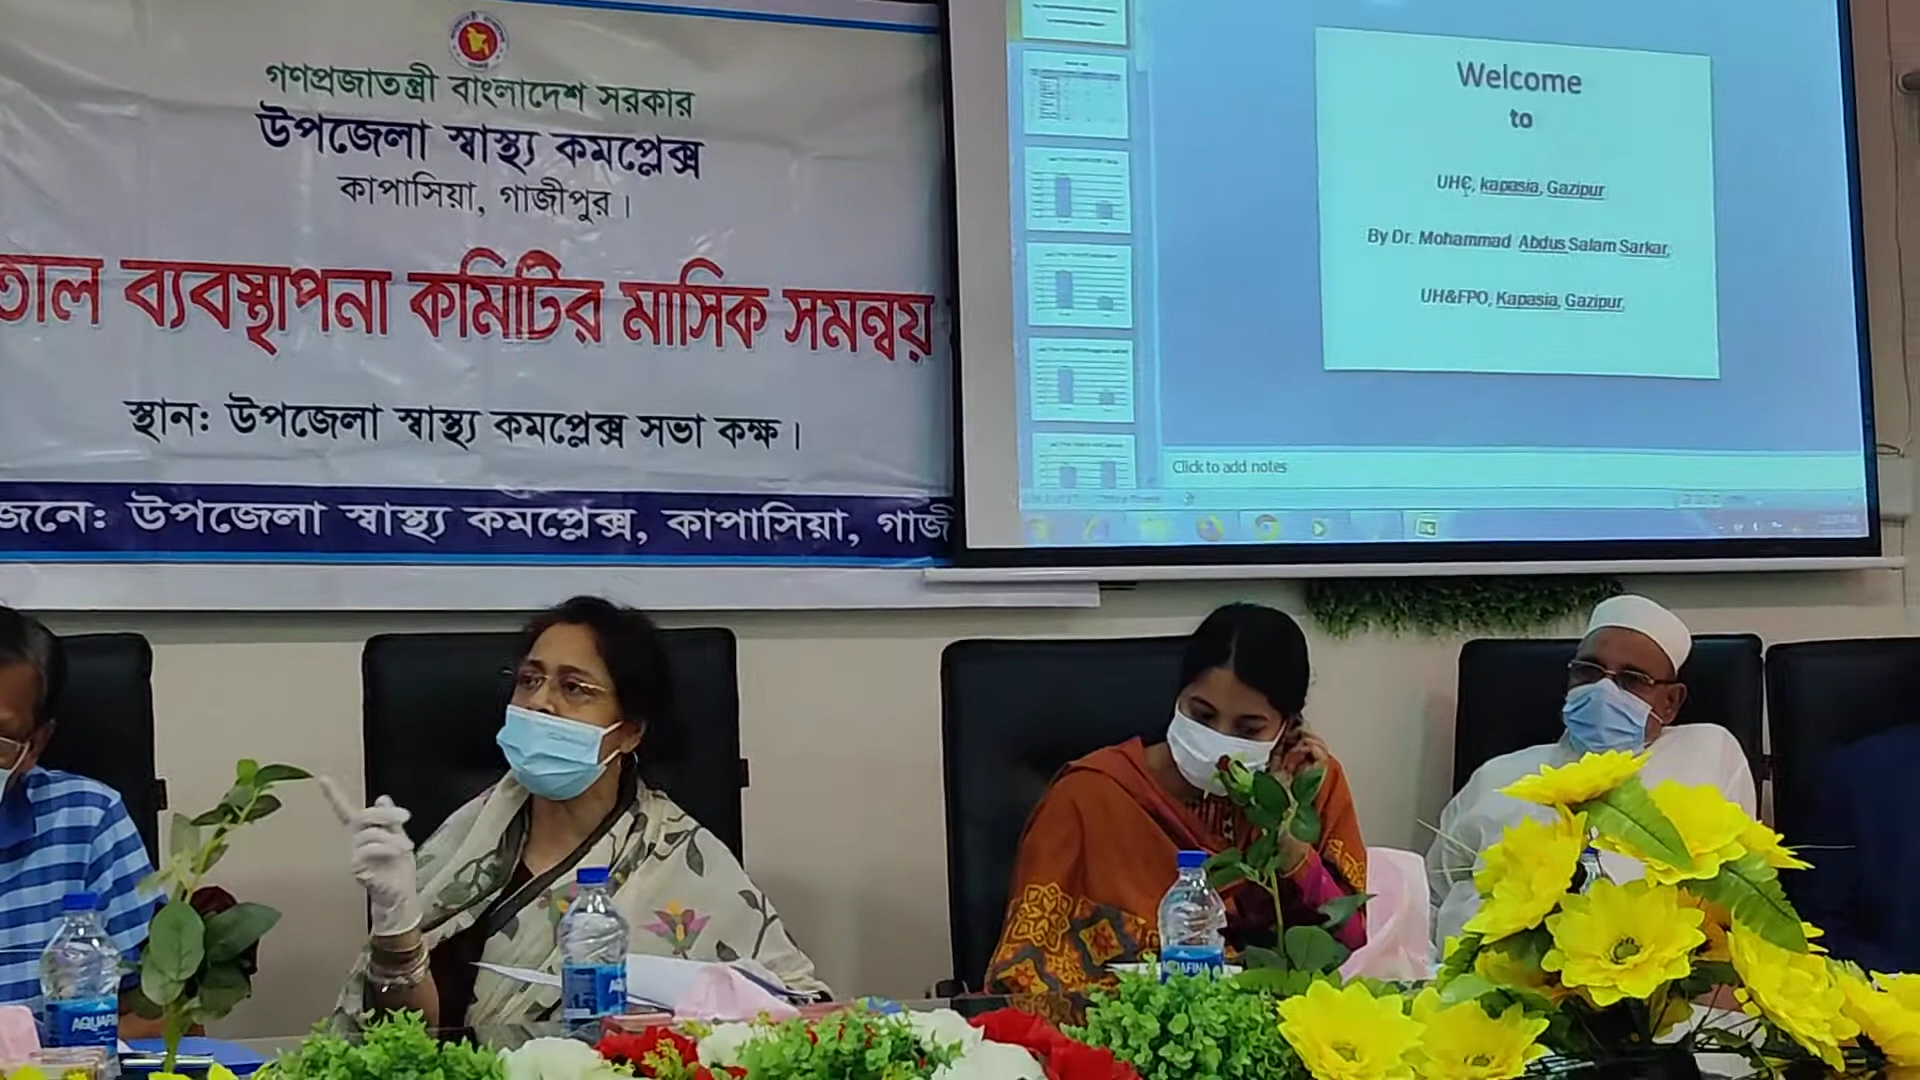 গণপ্রজাতন্ত্রী বাংলাদেশ সরকার
উপজেলা স্বাস্থ্য কমপ্লেক্স
কাপাসিয়া, গাজীপুর।
তাল ব্যবস্থাপনা কমিটির মাসিক সমন্বয়
স্থান: উপজেলা স্বাস্থ্য কমপ্লেক্স সভা কক্ষ।
জনে: উপজেলা স্বাস্থ্য কমপ্লেক্স, কাপাসিয়া, গাজী
Welcome
to
UHC, kapasia, Gazipur
By Dr. Mohammad Abdus Salam Sarkar,
UH&FPO, Kapasia, Gazipur.
Click to add notes
AQUAFINA